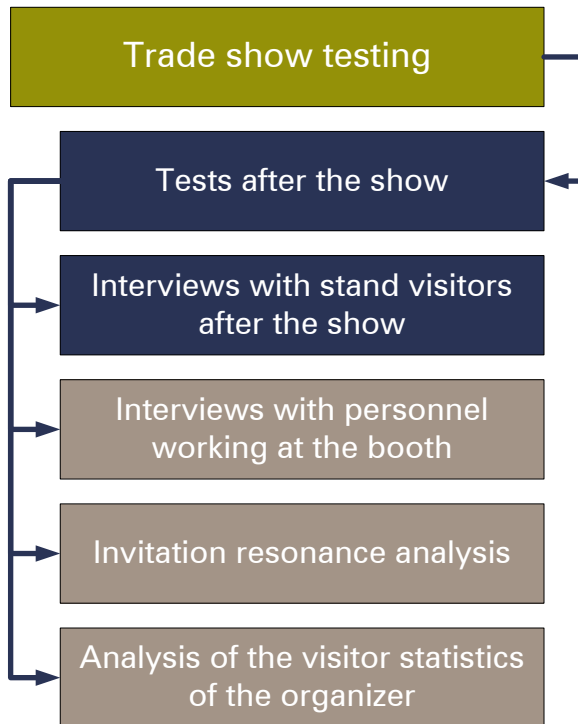 Trade show testing
Tests after the show
Interviews with stand visitors
after the show
Interviews with personnel
working at the booth
Invitation resonance analysis
Analysis of the visitor statistics
of the organizer